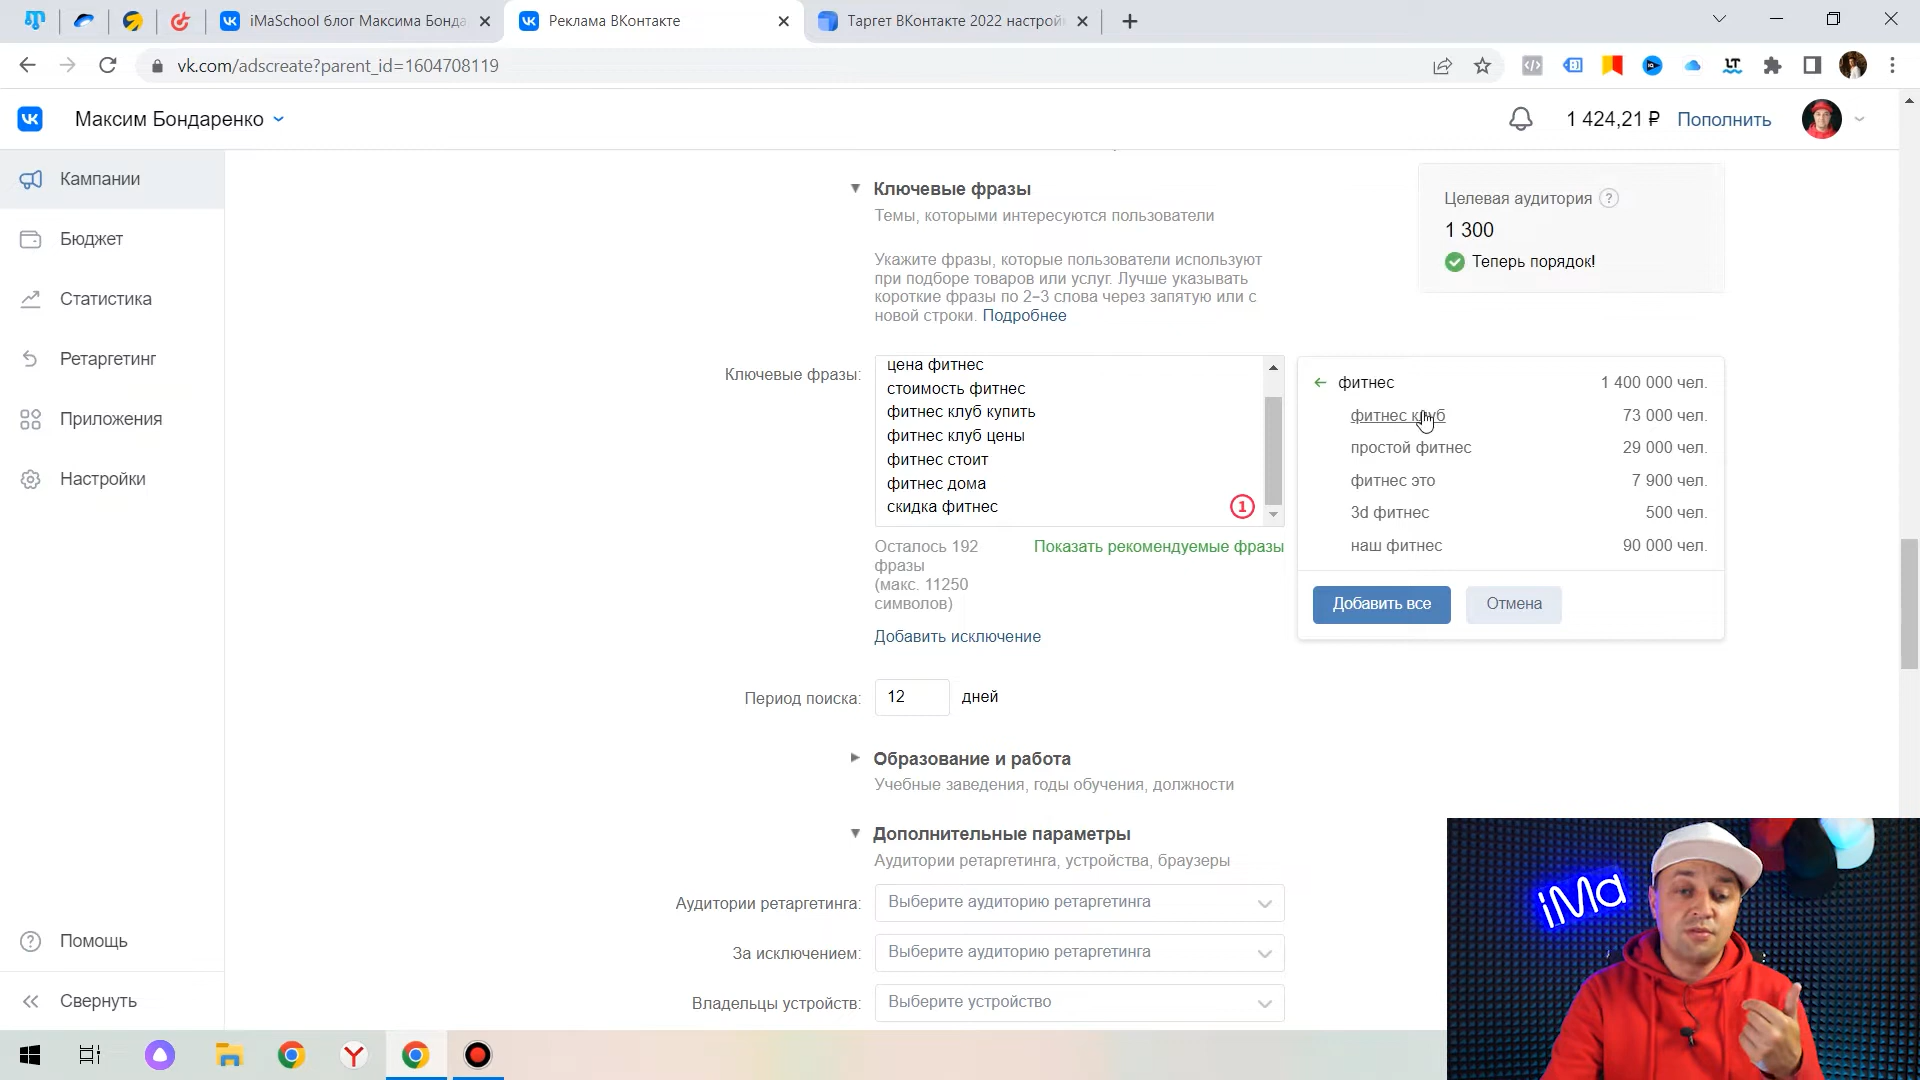 iMaSchool блог Максима Бонда
Реклама ВКонтакте
Таргет ВКонтакте 2022 настрой
vk.com/adscreate?parent_id=1604708119
Максим Бондаренко
1 424,21 ₽
Пополнить
Кампании
Бюджет
Статистика
Ретаргетинг
Приложения
Настройки
Помощь
Свернуть
Ключевые фразы
Темы, которыми интересуются пользователи
Укажите фразы, которые пользователи используют
при подборе товаров или услуг. Лучше указывать
короткие фразы по 2–3 слова через запятую или с
новой строки. Подробнее
Целевая аудитория ?
1 300
Теперь порядок!
Ключевые фразы:
цена фитнес
стоимость фитнес
фитнес клуб купить
фитнес клуб цены
фитнес стоит
фитнес дома
скидка фитнес
1
Осталось 192
фразы
(макс. 11250
символов)
Показать рекомендуемые фразы
Добавить исключение
фитнес 1 400 000 чел.
фитнес клуб 73 000 чел.
простой фитнес 29 000 чел.
фитнес это 7 900 чел.
3d фитнес 500 чел.
наш фитнес 90 000 чел.
Добавить все
Отмена
Период поиска: 12 дней
Образование и работа
Учебные заведения, годы обучения, должности
Дополнительные параметры
Аудитории ретаргетинга, устройства, браузеры
Аудитории ретаргетинга: Выберите аудиторию ретаргетинга
За исключением: Выберите аудиторию ретаргетинга
Владельцы устройств: Выберите устройство
iMa